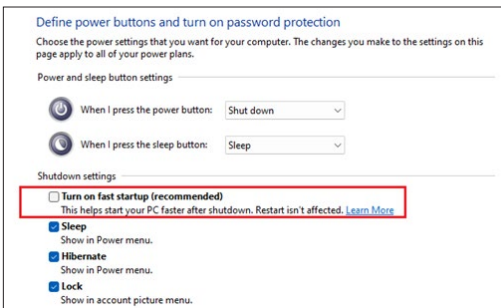 Define power buttons and turn on password protection
Choose the power settings that you want for your computer. The changes you make to the settings on this
page apply to all of your power plans.
Power and sleep button settings
When I press the power button: Shut down
When I press the sleep button: Sleep
Shutdown settings
Turn on fast startup (recommended)
This helps start your PC faster after shutdown. Restart isn't affected. Learn More
Sleep
Show in Power menu.
Hibernate
Show in Power menu.
Lock
Show in account picture menu.